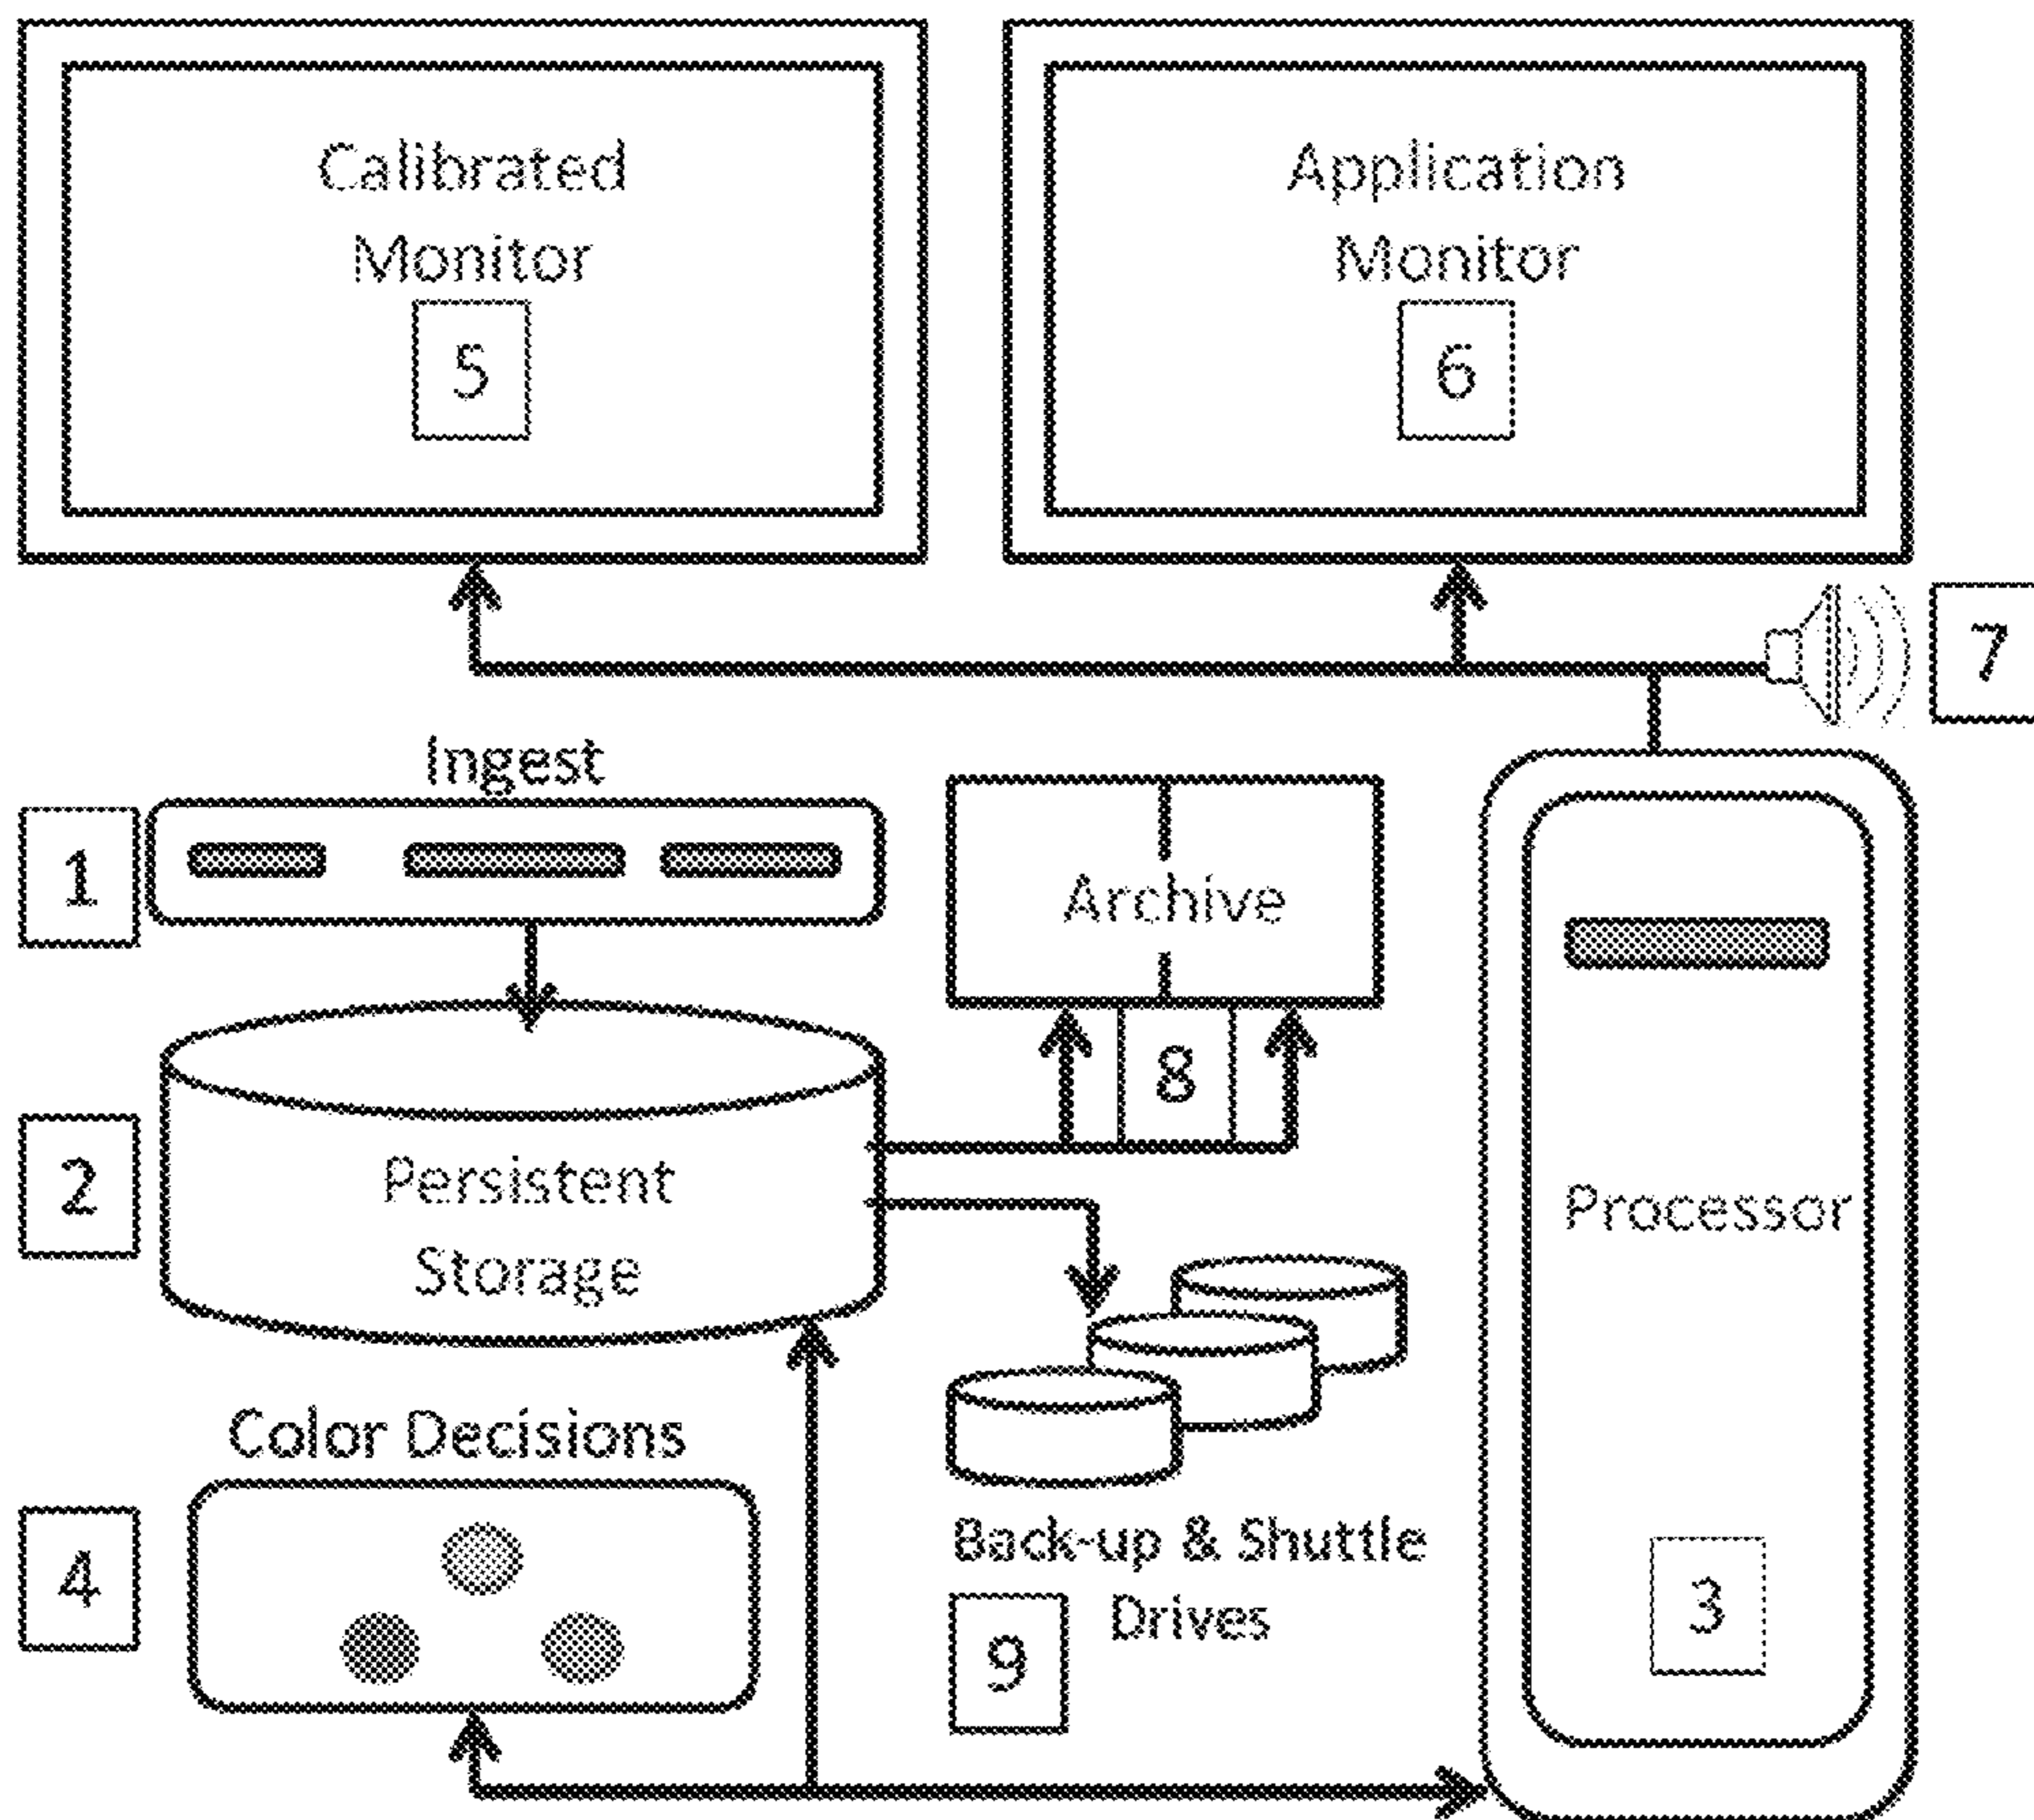 Calibrated
Monitor
5
Application
Monitor
6
7
Ingest
1
Archive
8
2
Persistent
Storage
Processor
Color Decisions
4
Back-up & Shuttle
Drives
9
3